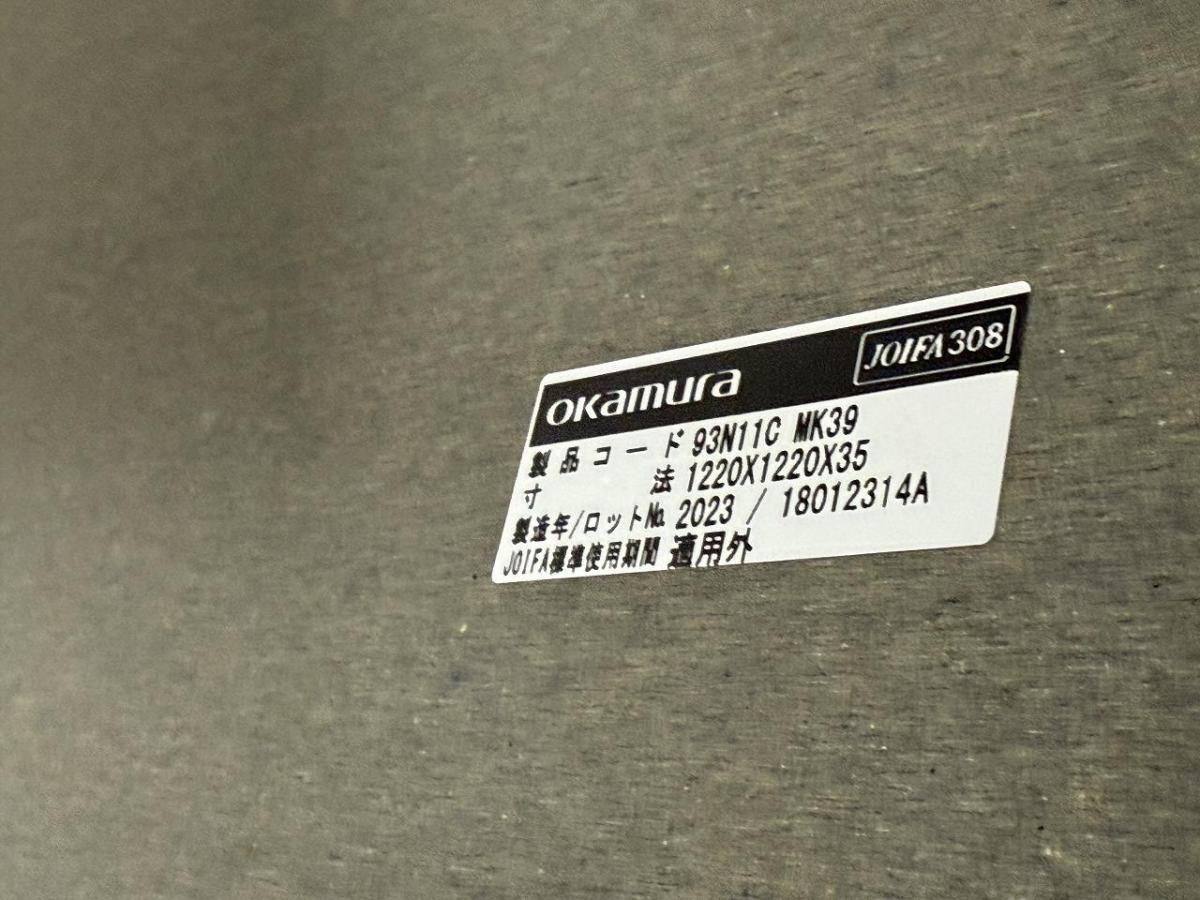 okamura JOIFA308
製品コード 93N11C MK39
寸法 1220X1220X35
製造年/ロット№ 2023 / 18012314A
JOIFA標準使用期間 適用外